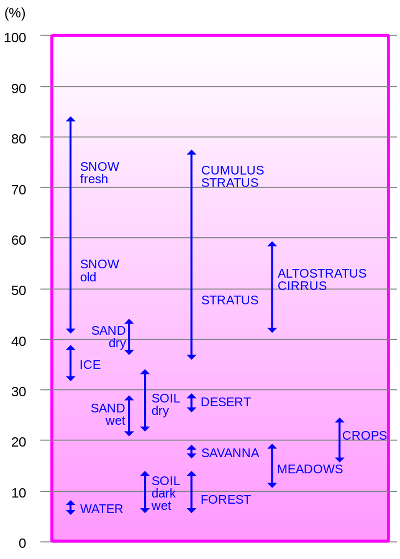 (%)
100
90
80
70
60
50
40
30
20
10
0
SNOW
fresh
SNOW
old
ICE
WATER
SAND
dry
SAND
wet
SOIL
dry
SOIL
dark
wet
CUMULUS
STRATUS
STRATUS
DESERT
SAVANNA
FOREST
ALTOSTRATUS
CIRRUS
MEADOWS
CROPS